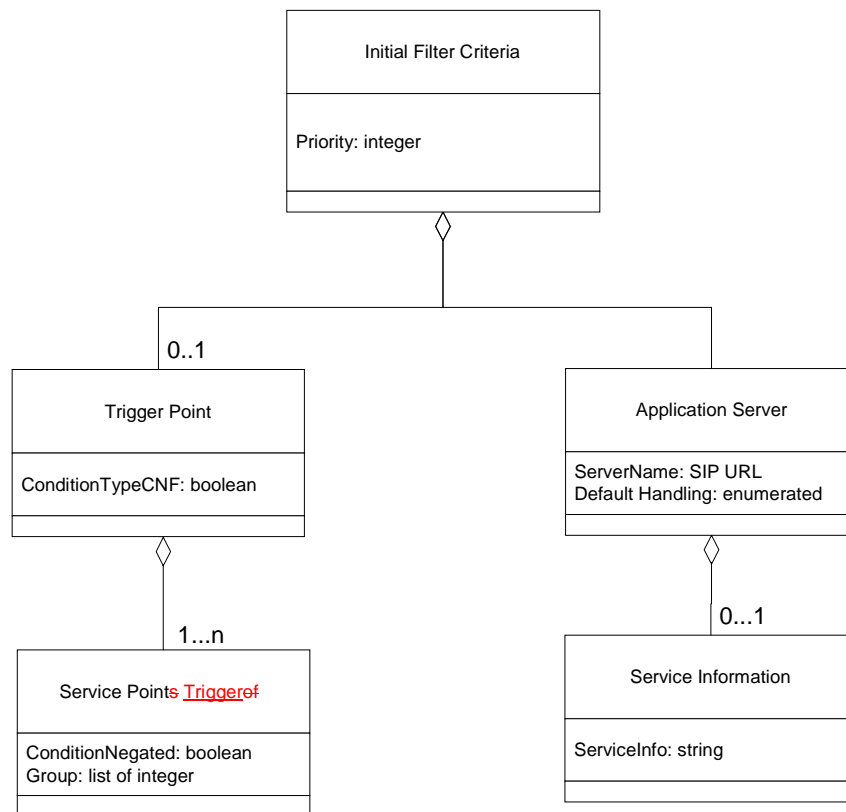 Initial Filter Criteria
Priority: integer
0..1
Trigger Point
Application Server
ConditionTypeCNF: boolean
ServerName: SIP URL
Default Handling: enumerated
1...n
0...1
Service Points Triggerof
Service Information
ConditionNegated: boolean
Group: list of integer
ServiceInfo: string